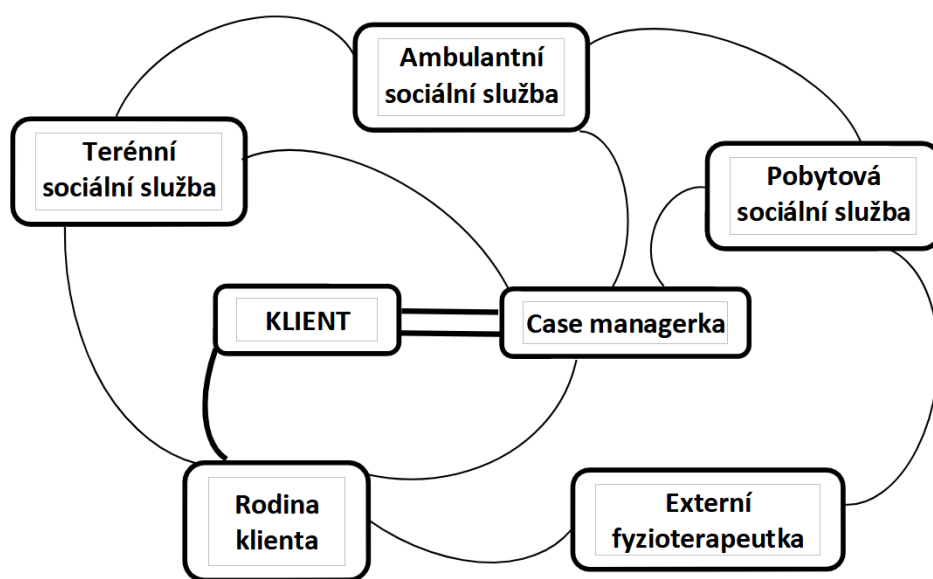 Ambulantní
sociální služba
Terénní
sociální služba
Pobytová
sociální služba
KLIENT
Case managerka
Rodina
klienta
Externí
fyzioterapeutka